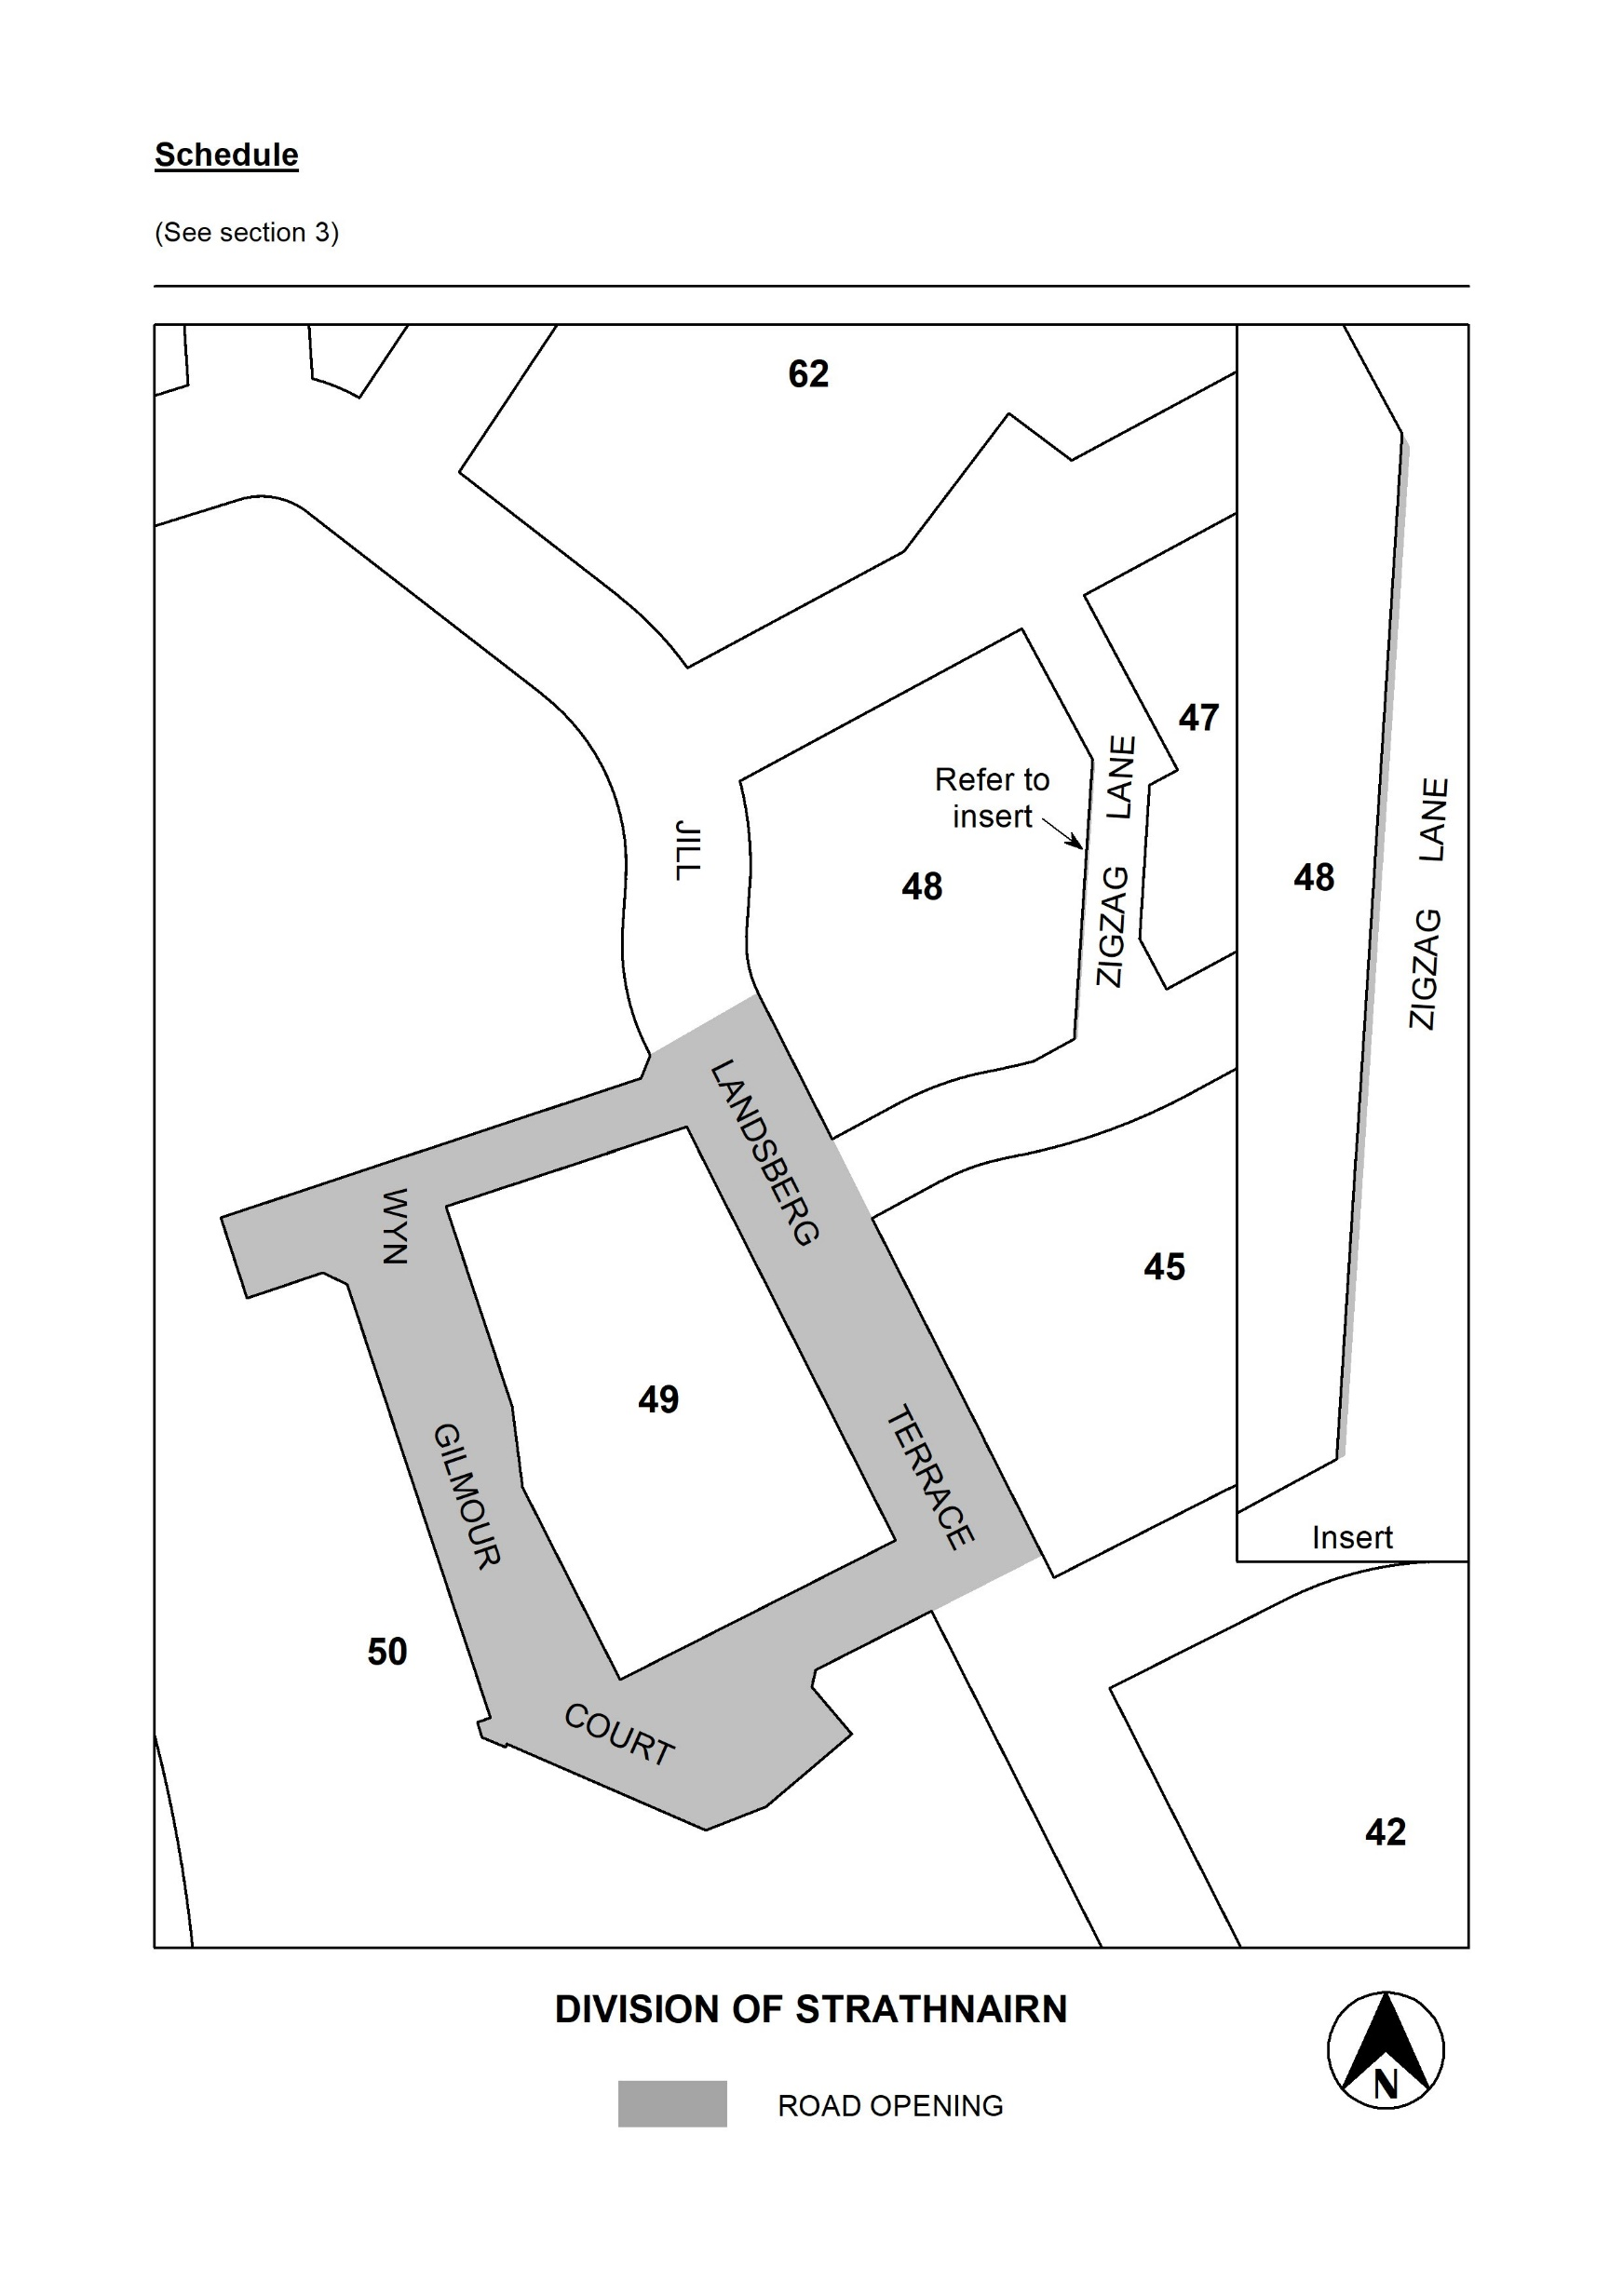 Schedule
(See section 3)
62
47
Refer to
insert
48
ZIGZAG LANE
48
ZIGZAG LANE
JILL
LANDSBERG
TERRACE
WYN
GILMOUR
COURT
45
49
50
Insert
42
DIVISION OF STRATHNAIRN
N
ROAD OPENING